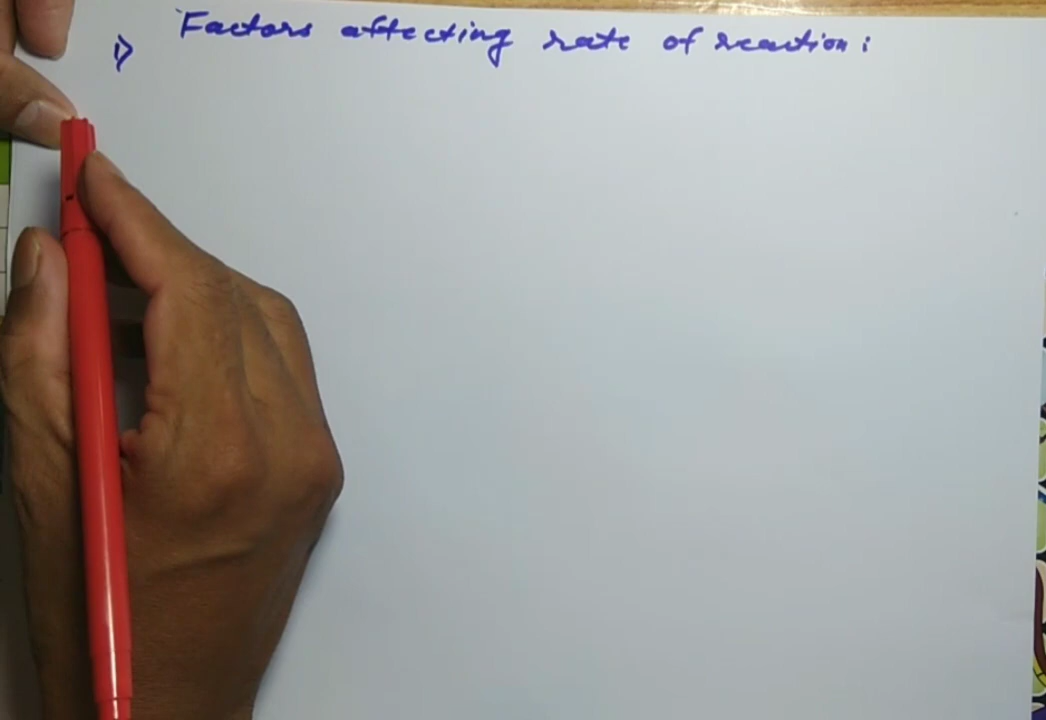 Factors affecting rate of reaction :
1)